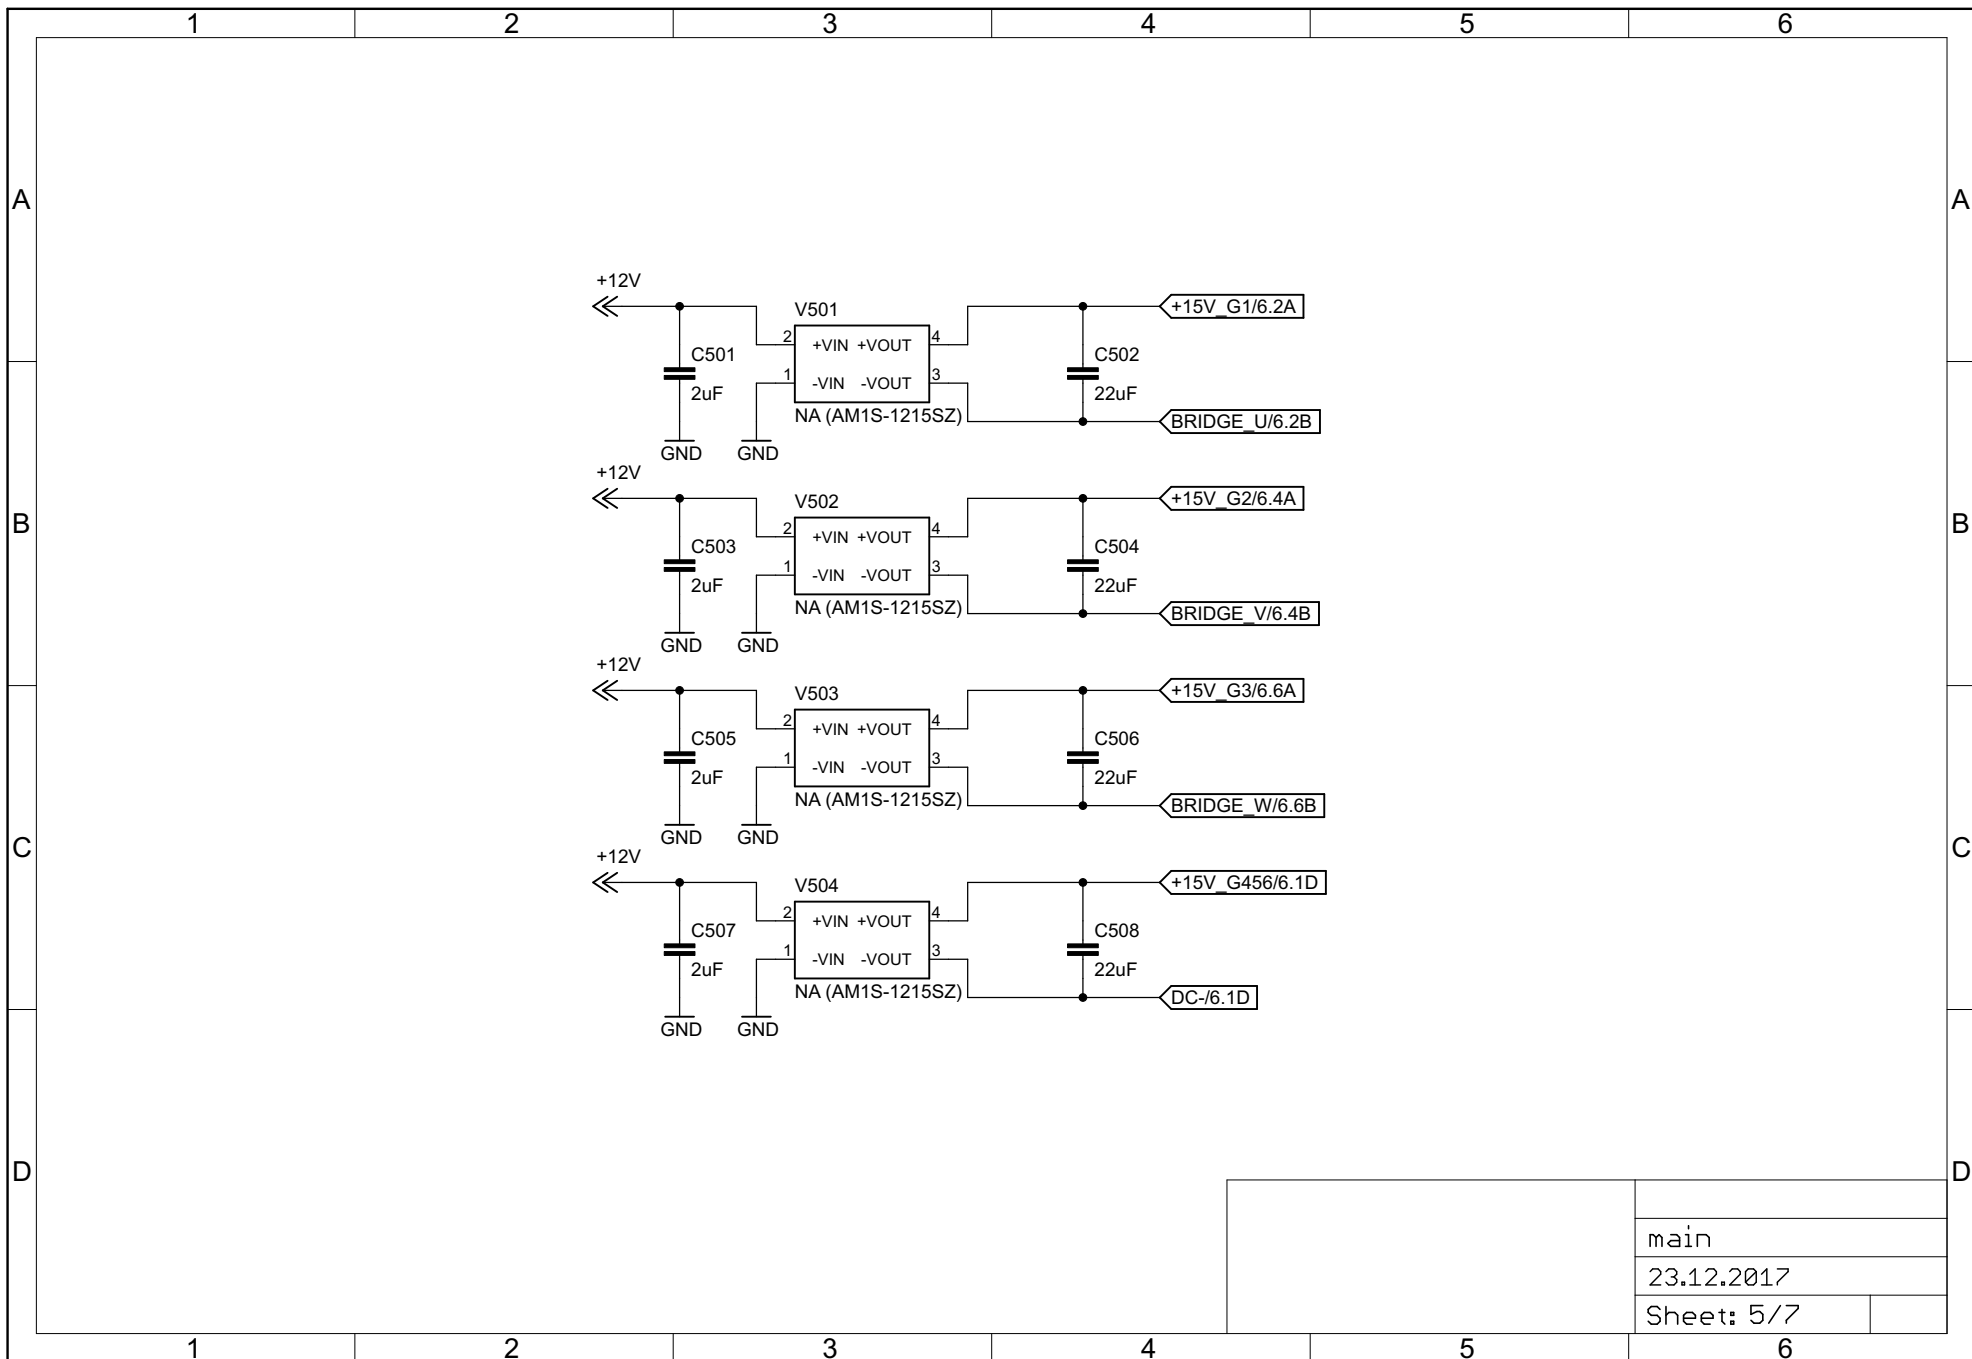 1 2 3 4 5 6
A A
+12V
V501
+15V_G1/6.2A
2 +VIN +VOUT 4
C501
C502
1 -VIN -VOUT 3
2uF
22uF
NA (AM1S-1215SZ)
BRIDGE_U/6.2B
GND GND
+12V
V502
+15V_G2/6.4A
B B
2 +VIN +VOUT 4
C503
C504
1 -VIN -VOUT 3
2uF
22uF
NA (AM1S-1215SZ)
BRIDGE_V/6.4B
GND GND
+12V
V503
+15V_G3/6.6A
2 +VIN +VOUT 4
C505
C506
1 -VIN -VOUT 3
2uF
22uF
NA (AM1S-1215SZ)
BRIDGE_W/6.6B
GND GND
C C
+12V
V504
+15V_G456/6.1D
2 +VIN +VOUT 4
C507
C508
1 -VIN -VOUT 3
2uF
22uF
NA (AM1S-1215SZ)
DC-/6.1D
GND GND
D D
main
23.12.2017
Sheet: 5/7
1 2 3 4 5 6